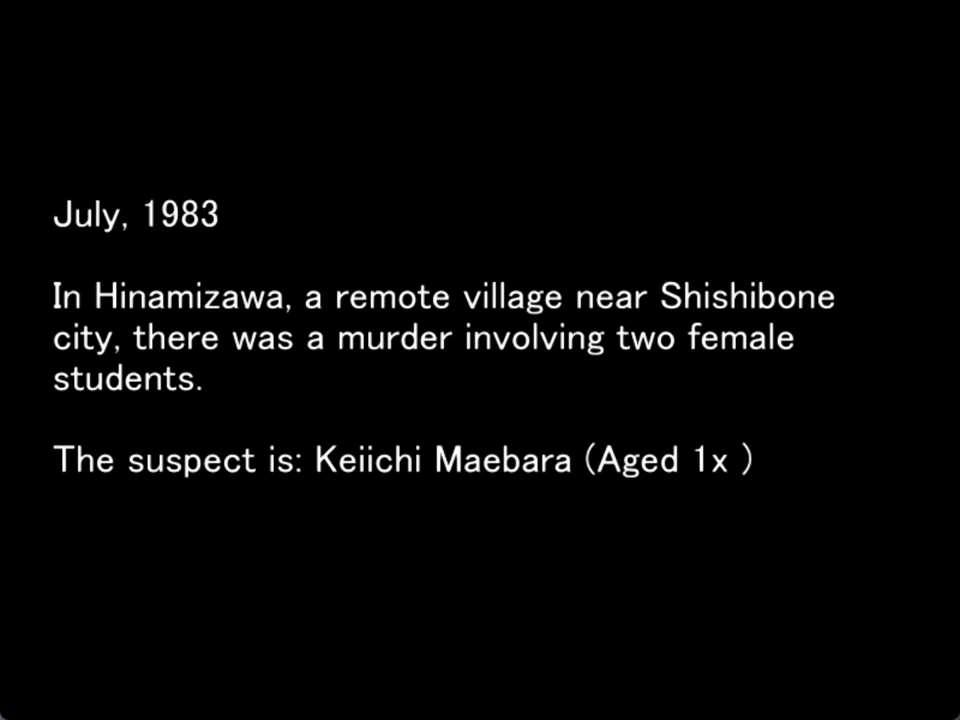 July, 1983
In Hinamizawa, a remote village near Shishibone
city, there was a murder involving two female
students.
The suspect is: Keiichi Maebara (Aged 1x )